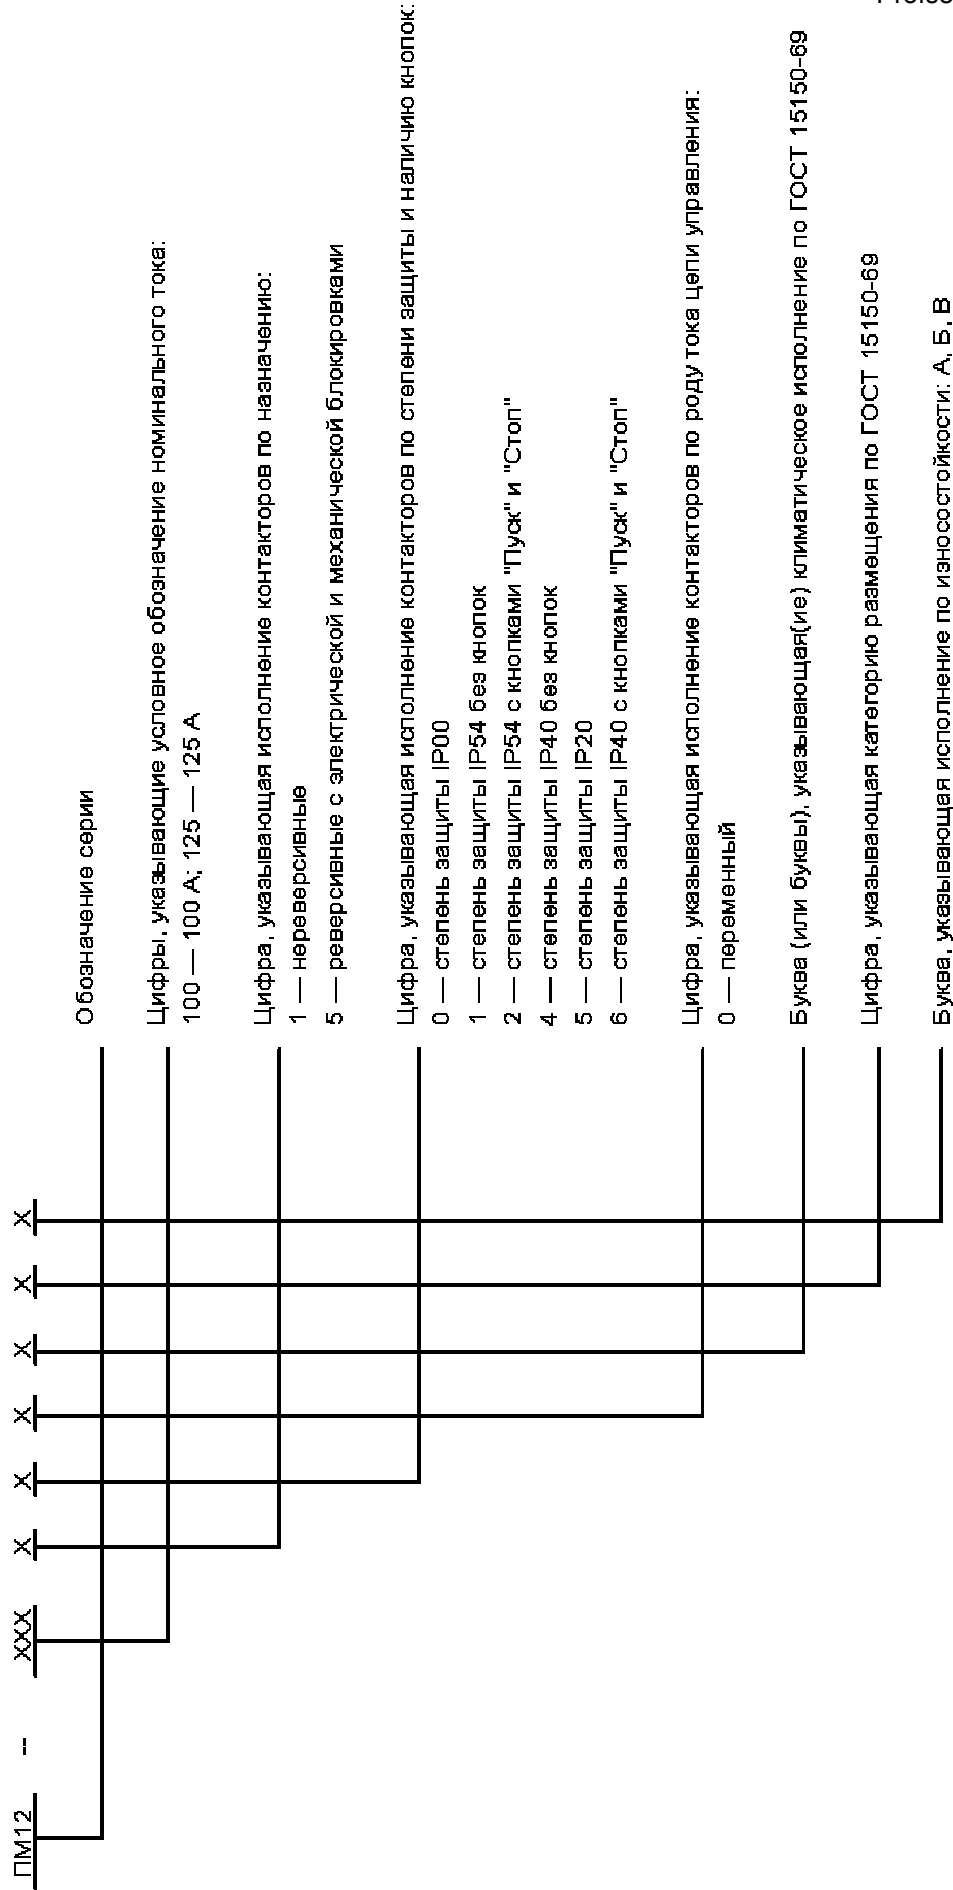 ПМ12 -- XXX X X X X X X
Обозначение серии
Цифры, указывающие условное обозначение номинального тока:
100 — 100 А; 125 — 125 А
Цифра, указывающая исполнение контакторов по назначению:
1 — нереверсивные
5 — реверсивные с электрической и механической блокировками
Цифра, указывающая исполнение контакторов по степени защиты и наличию кнопок:
0 — степень защиты IP00
1 — степень защиты IP54 без кнопок
2 — степень защиты IP54 с кнопками "Пуск" и "Стоп"
4 — степень защиты IP40 без кнопок
5 — степень защиты IP20
6 — степень защиты IP40 с кнопками "Пуск" и "Стоп"
Цифра, указывающая исполнение контакторов по роду тока цепи управления:
0 — переменный
Буква (или буквы), указывающая(ие) климатическое исполнение по ГОСТ 15150-69
Цифра, указывающая категорию размещения по ГОСТ 15150-69
Буква, указывающая исполнение по износостойкости: А, Б, В